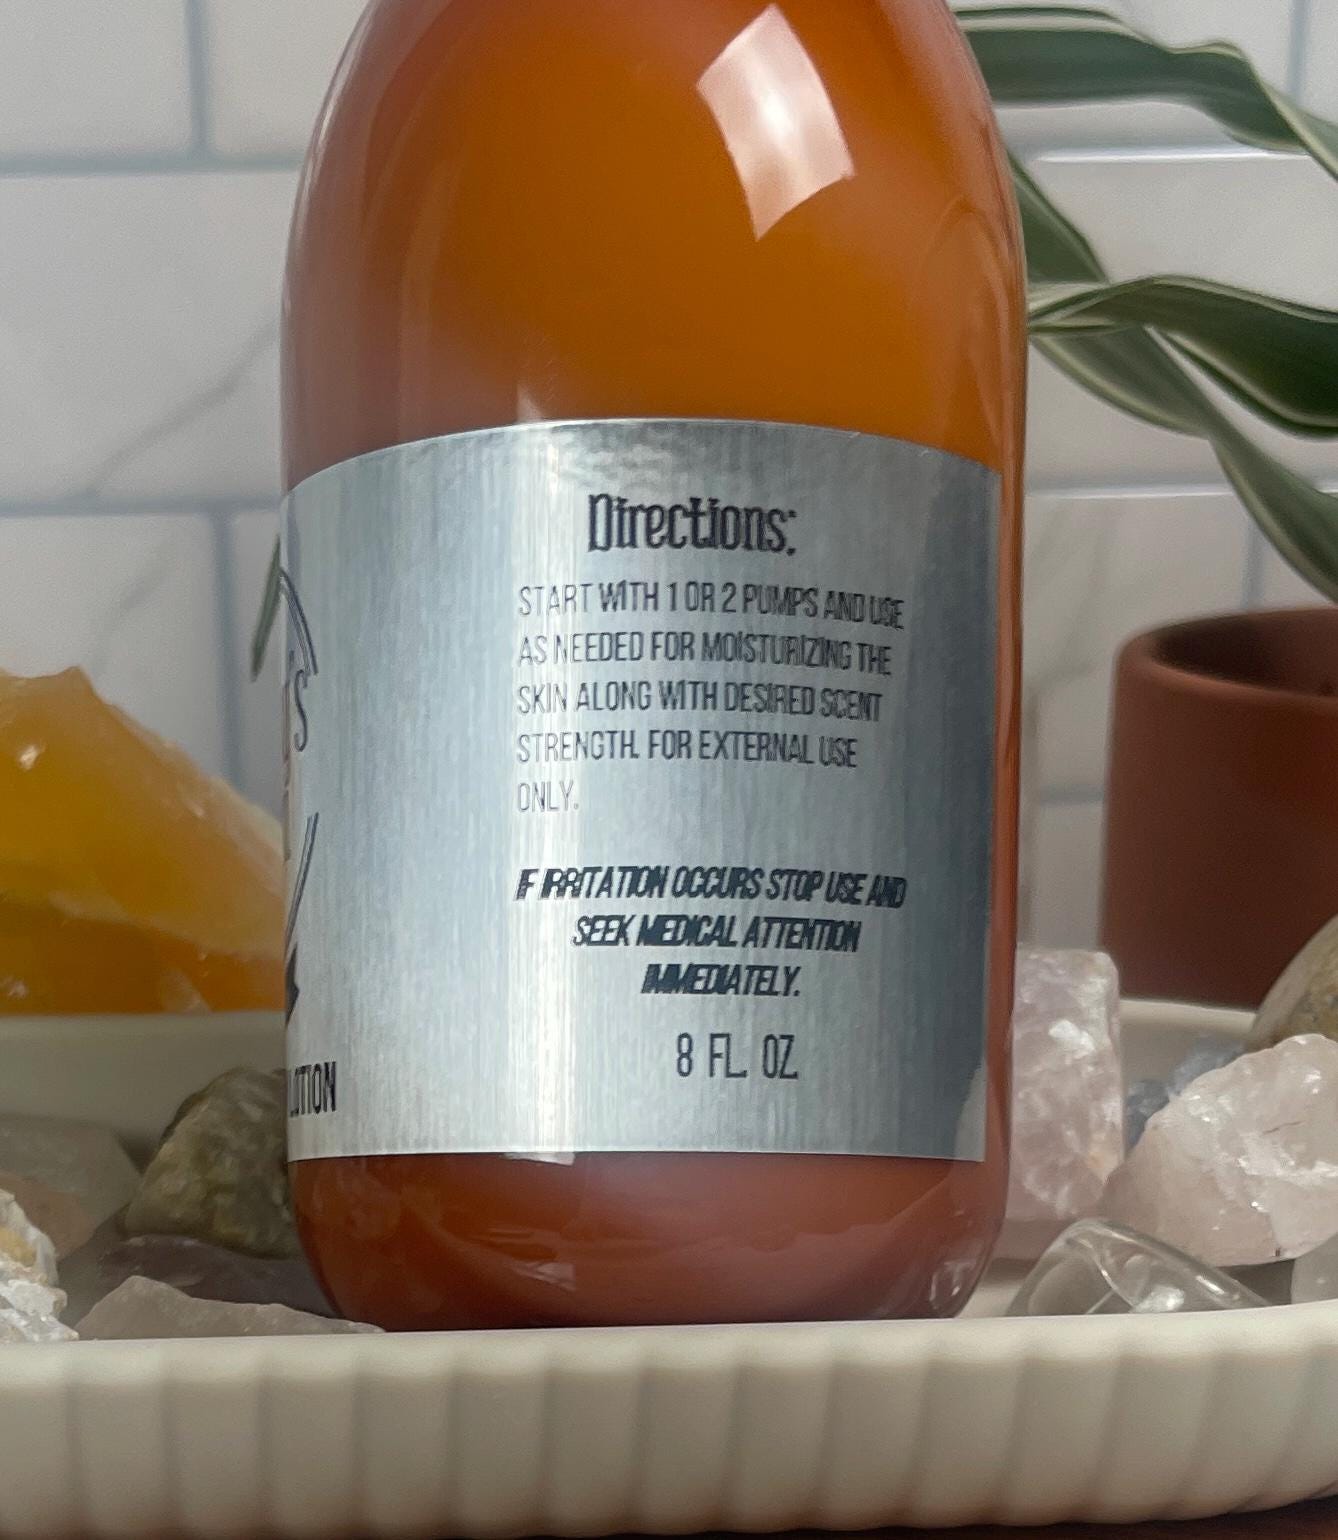 Directions:
START WITH 1 OR 2 PUMPS AND USE
AS NEEDED FOR MOISTURIZING THE
SKIN ALONG WITH DESIRED SCENT
STRENGTH. FOR EXTERNAL USE
ONLY.
IF IRRITATION OCCURS STOP USE AND
SEEK MEDICAL ATTENTION
IMMEDIATELY.
8 FL. OZ.
LOTION